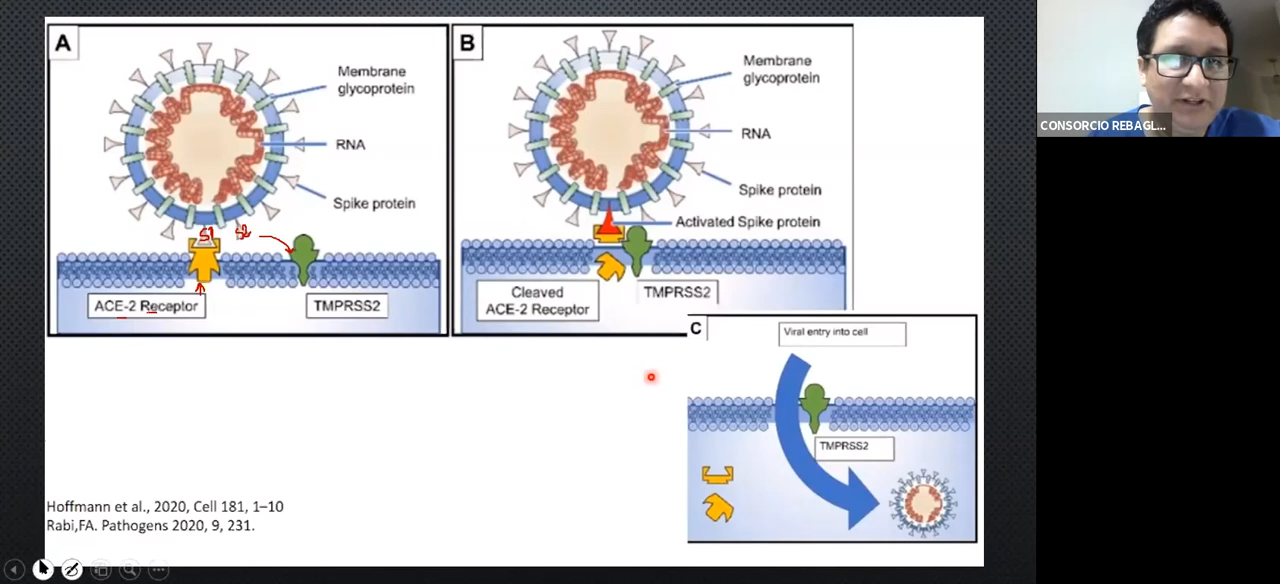 A
Membrane
glycoprotein
RNA
Spike protein
S1 S2
ACE-2 Receptor
TMPRSS2
B
Membrane
glycoprotein
RNA
Spike protein
Activated Spike protein
Cleaved
ACE-2 Receptor
TMPRSS2
C
Viral entry into cell
TMPRSS2
Hoffmann et al., 2020, Cell 181, 1–10
Rabi,FA. Pathogens 2020, 9, 231.
CONSORCIO REBAGL...